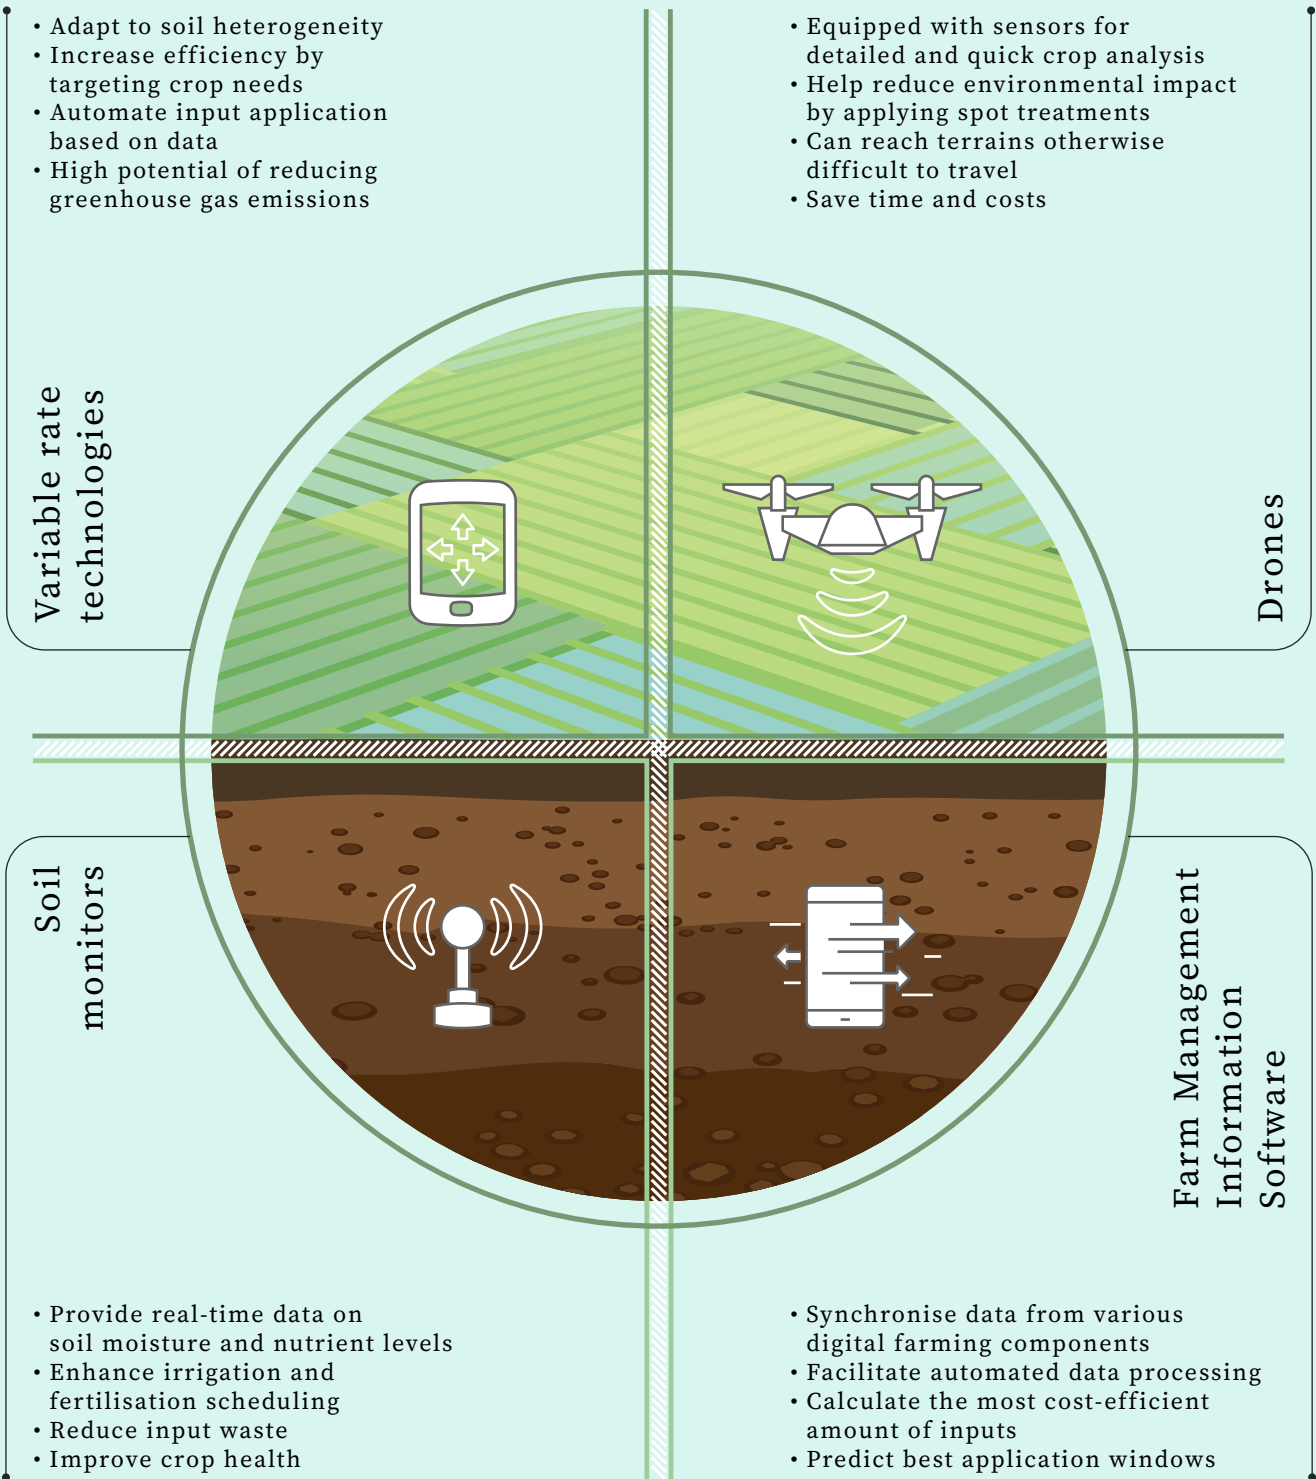 • Adapt to soil heterogeneity
• Increase efficiency by
targeting crop needs
• Automate input application
based on data
• High potential of reducing
greenhouse gas emissions
Variable rate
technologies
• Equipped with sensors for
detailed and quick crop analysis
• Help reduce environmental impact
by applying spot treatments
• Can reach terrains otherwise
difficult to travel
• Save time and costs
Drones
Soil
monitors
• Provide real-time data on
soil moisture and nutrient levels
• Enhance irrigation and
fertilisation scheduling
• Reduce input waste
• Improve crop health
Farm Management
Information
Software
• Synchronise data from various
digital farming components
• Facilitate automated data processing
• Calculate the most cost-efficient
amount of inputs
• Predict best application windows